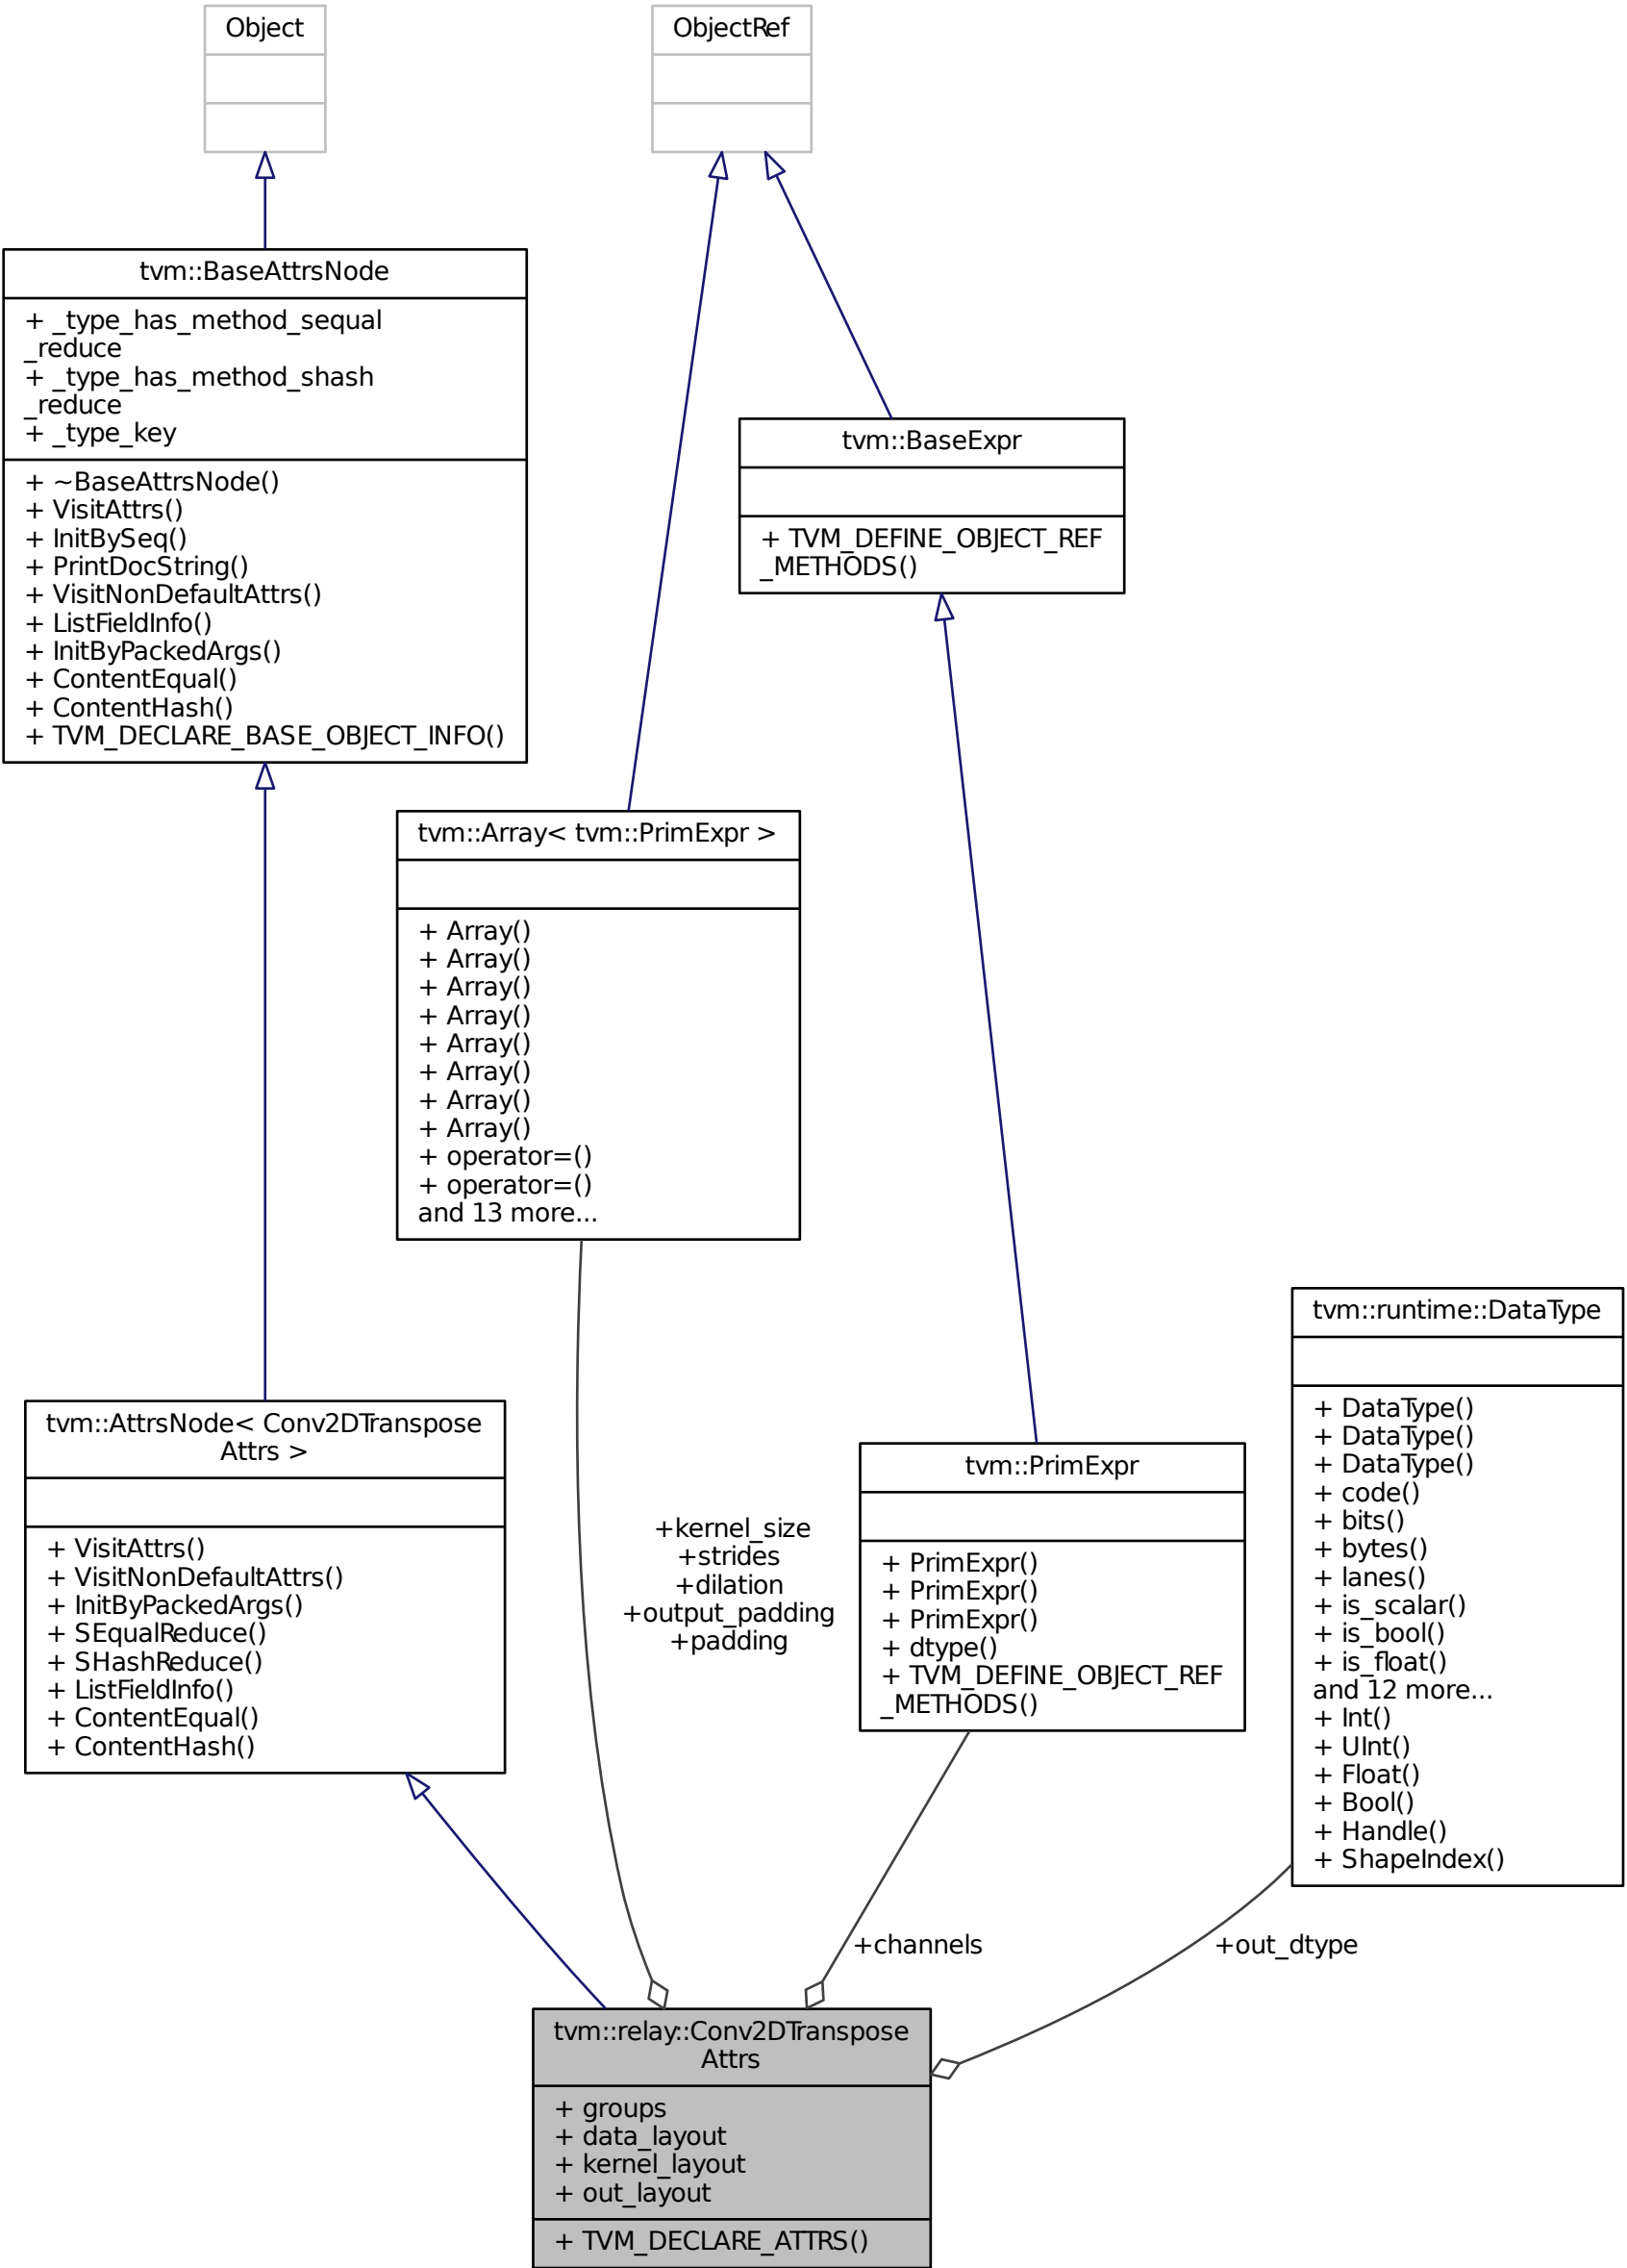 Object
ObjectRef
tvm::BaseAttrsNode
+ _type_has_method_sequal
_reduce
+ _type_has_method_shash
_reduce
+ _type_key
+ ~BaseAttrsNode()
+ VisitAttrs()
+ InitBySeq()
+ PrintDocString()
+ VisitNonDefaultAttrs()
+ ListFieldInfo()
+ InitByPackedArgs()
+ ContentEqual()
+ ContentHash()
+ TVM_DECLARE_BASE_OBJECT_INFO()
tvm::BaseExpr
+ TVM_DEFINE_OBJECT_REF
_METHODS()
tvm::Array< tvm::PrimExpr >
+ Array()
+ Array()
+ Array()
+ Array()
+ Array()
+ Array()
+ Array()
+ Array()
+ operator=()
+ operator=()
and 13 more...
tvm::runtime::DataType
+ DataType()
+ DataType()
+ DataType()
+ code()
+ bits()
+ bytes()
+ lanes()
+ is_scalar()
+ is_bool()
+ is_float()
and 12 more...
+ Int()
+ UInt()
+ Float()
+ Bool()
+ Handle()
+ ShapeIndex()
tvm::AttrsNode< Conv2DTranspose
Attrs >
+ VisitAttrs()
+ VisitNonDefaultAttrs()
+ InitByPackedArgs()
+ SEqualReduce()
+ SHashReduce()
+ ListFieldInfo()
+ ContentEqual()
+ ContentHash()
+kernel_size
+strides
+dilation
+output_padding
+padding
tvm::PrimExpr
+ PrimExpr()
+ PrimExpr()
+ PrimExpr()
+ dtype()
+ TVM_DEFINE_OBJECT_REF
_METHODS()
+channels
+out_dtype
tvm::relay::Conv2DTranspose
Attrs
+ groups
+ data_layout
+ kernel_layout
+ out_layout
+ TVM_DECLARE_ATTRS()